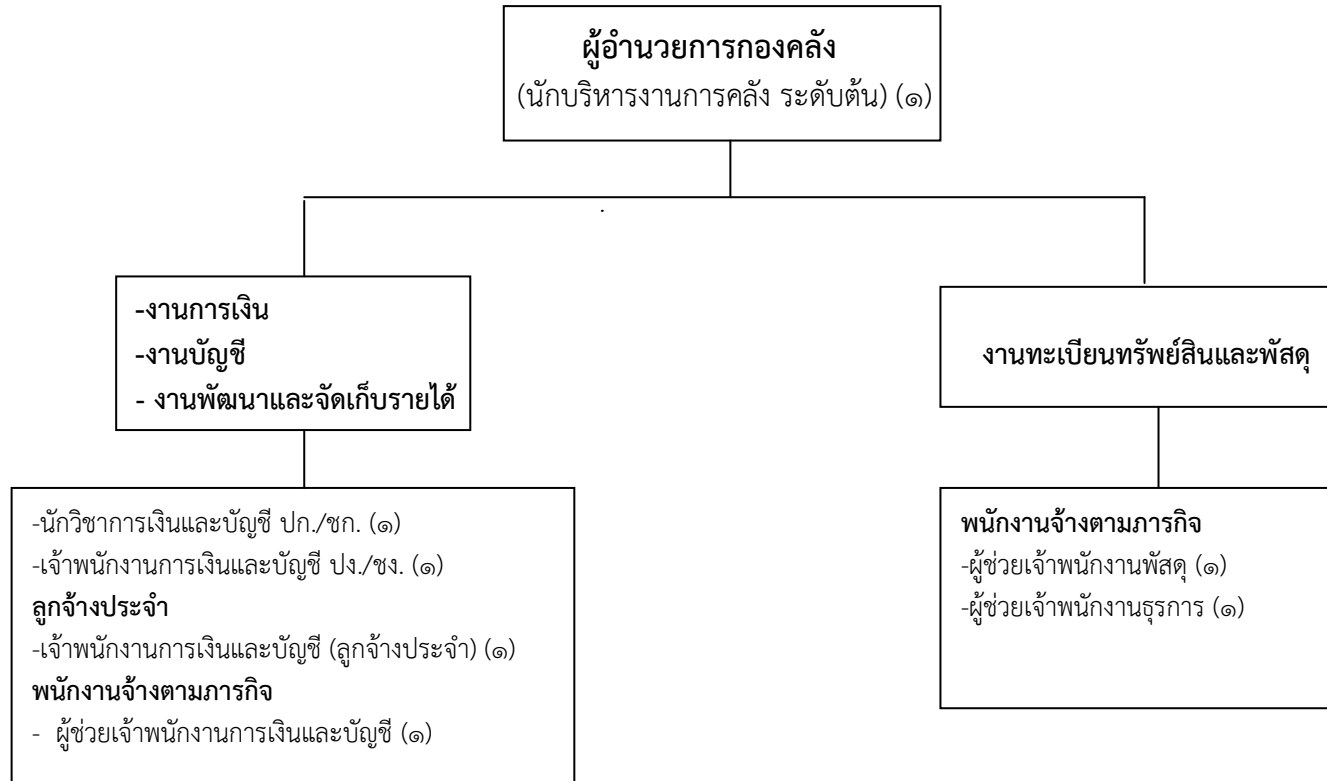 ผู้อำนวยการกองคลัง
(นักบริหารงานการคลัง ระดับต้น) (๑)
-งานการเงิน
-งานบัญชี
- งานพัฒนาและจัดเก็บรายได้
งานทะเบียนทรัพย์สินและพัสดุ
-นักวิชาการเงินและบัญชี ปก./ชก. (๑)
-เจ้าพนักงานการเงินและบัญชี ปง./ชง. (๑)
ลูกจ้างประจำ
-เจ้าพนักงานการเงินและบัญชี (ลูกจ้างประจำ) (๑)
พนักงานจ้างตามภารกิจ
- ผู้ช่วยเจ้าพนักงานการเงินและบัญชี (๑)
พนักงานจ้างตามภารกิจ
-ผู้ช่วยเจ้าพนักงานพัสดุ (๑)
-ผู้ช่วยเจ้าพนักงานธุรการ (๑)